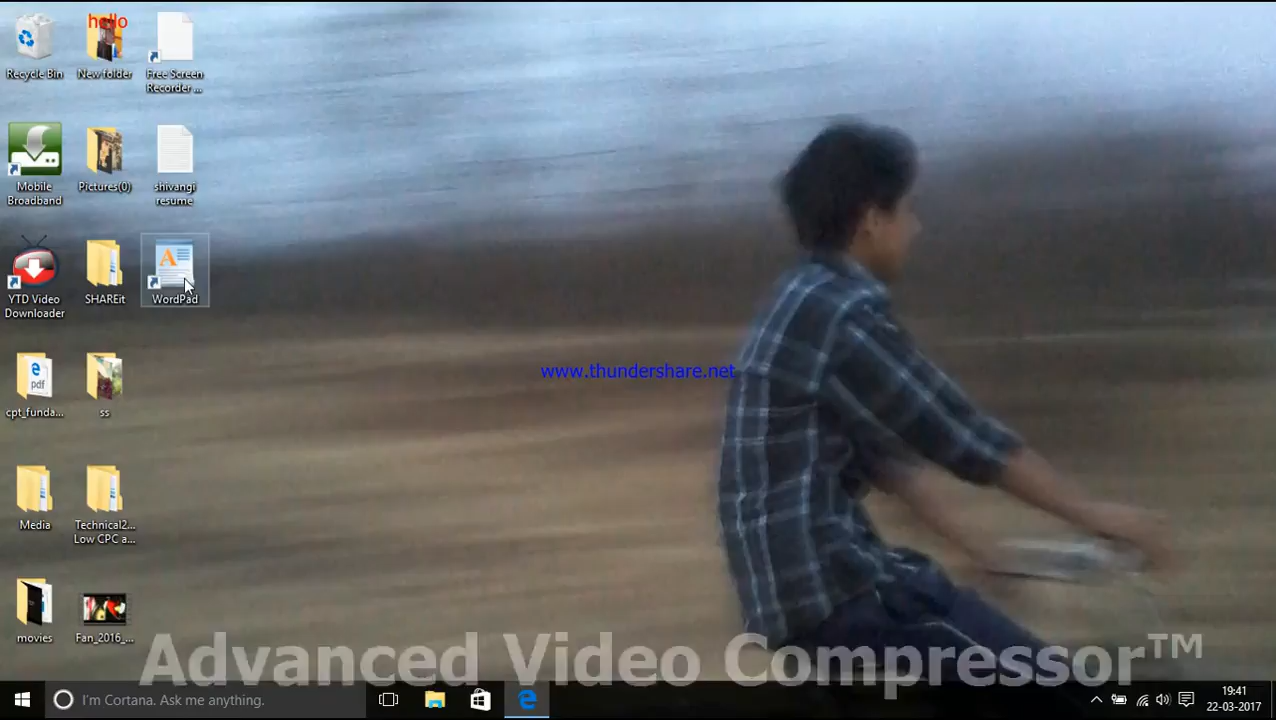 hello
Recycle Bin
New folder
Free Screen
Recorder ...
Mobile
Broadband
Pictures(0)
shivangi
resume
YTD Video
Downloader
SHAREit
A
WordPad
www.thundershare.net
e
pdf
cpt_funda...
ss
Media
Technical2...
Low CPC a...
movies
Fan_2016_...
Advanced Video Compressor™
I'm Cortana. Ask me anything.
19:41
22-03-2017